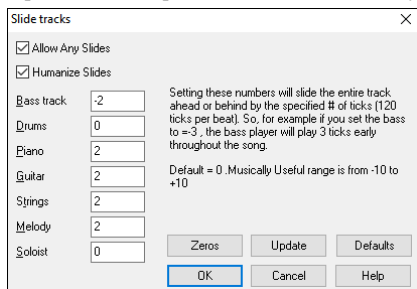 Slide tracks
Allow Any Slides
Humanize Slides
Bass track -2
Drums 0
Piano 2
Guitar 2
Strings 2
Melody 2
Soloist 0
Setting these numbers will slide the entire track
ahead or behind by the specified # of ticks (120
ticks per beat). So, for example if you set the bass
to =-3 , the bass player will play 3 ticks early
throughout the song.
Default = 0 .Musically Useful range is from -10 to
+10
Zeros Update Defaults
OK Cancel Help